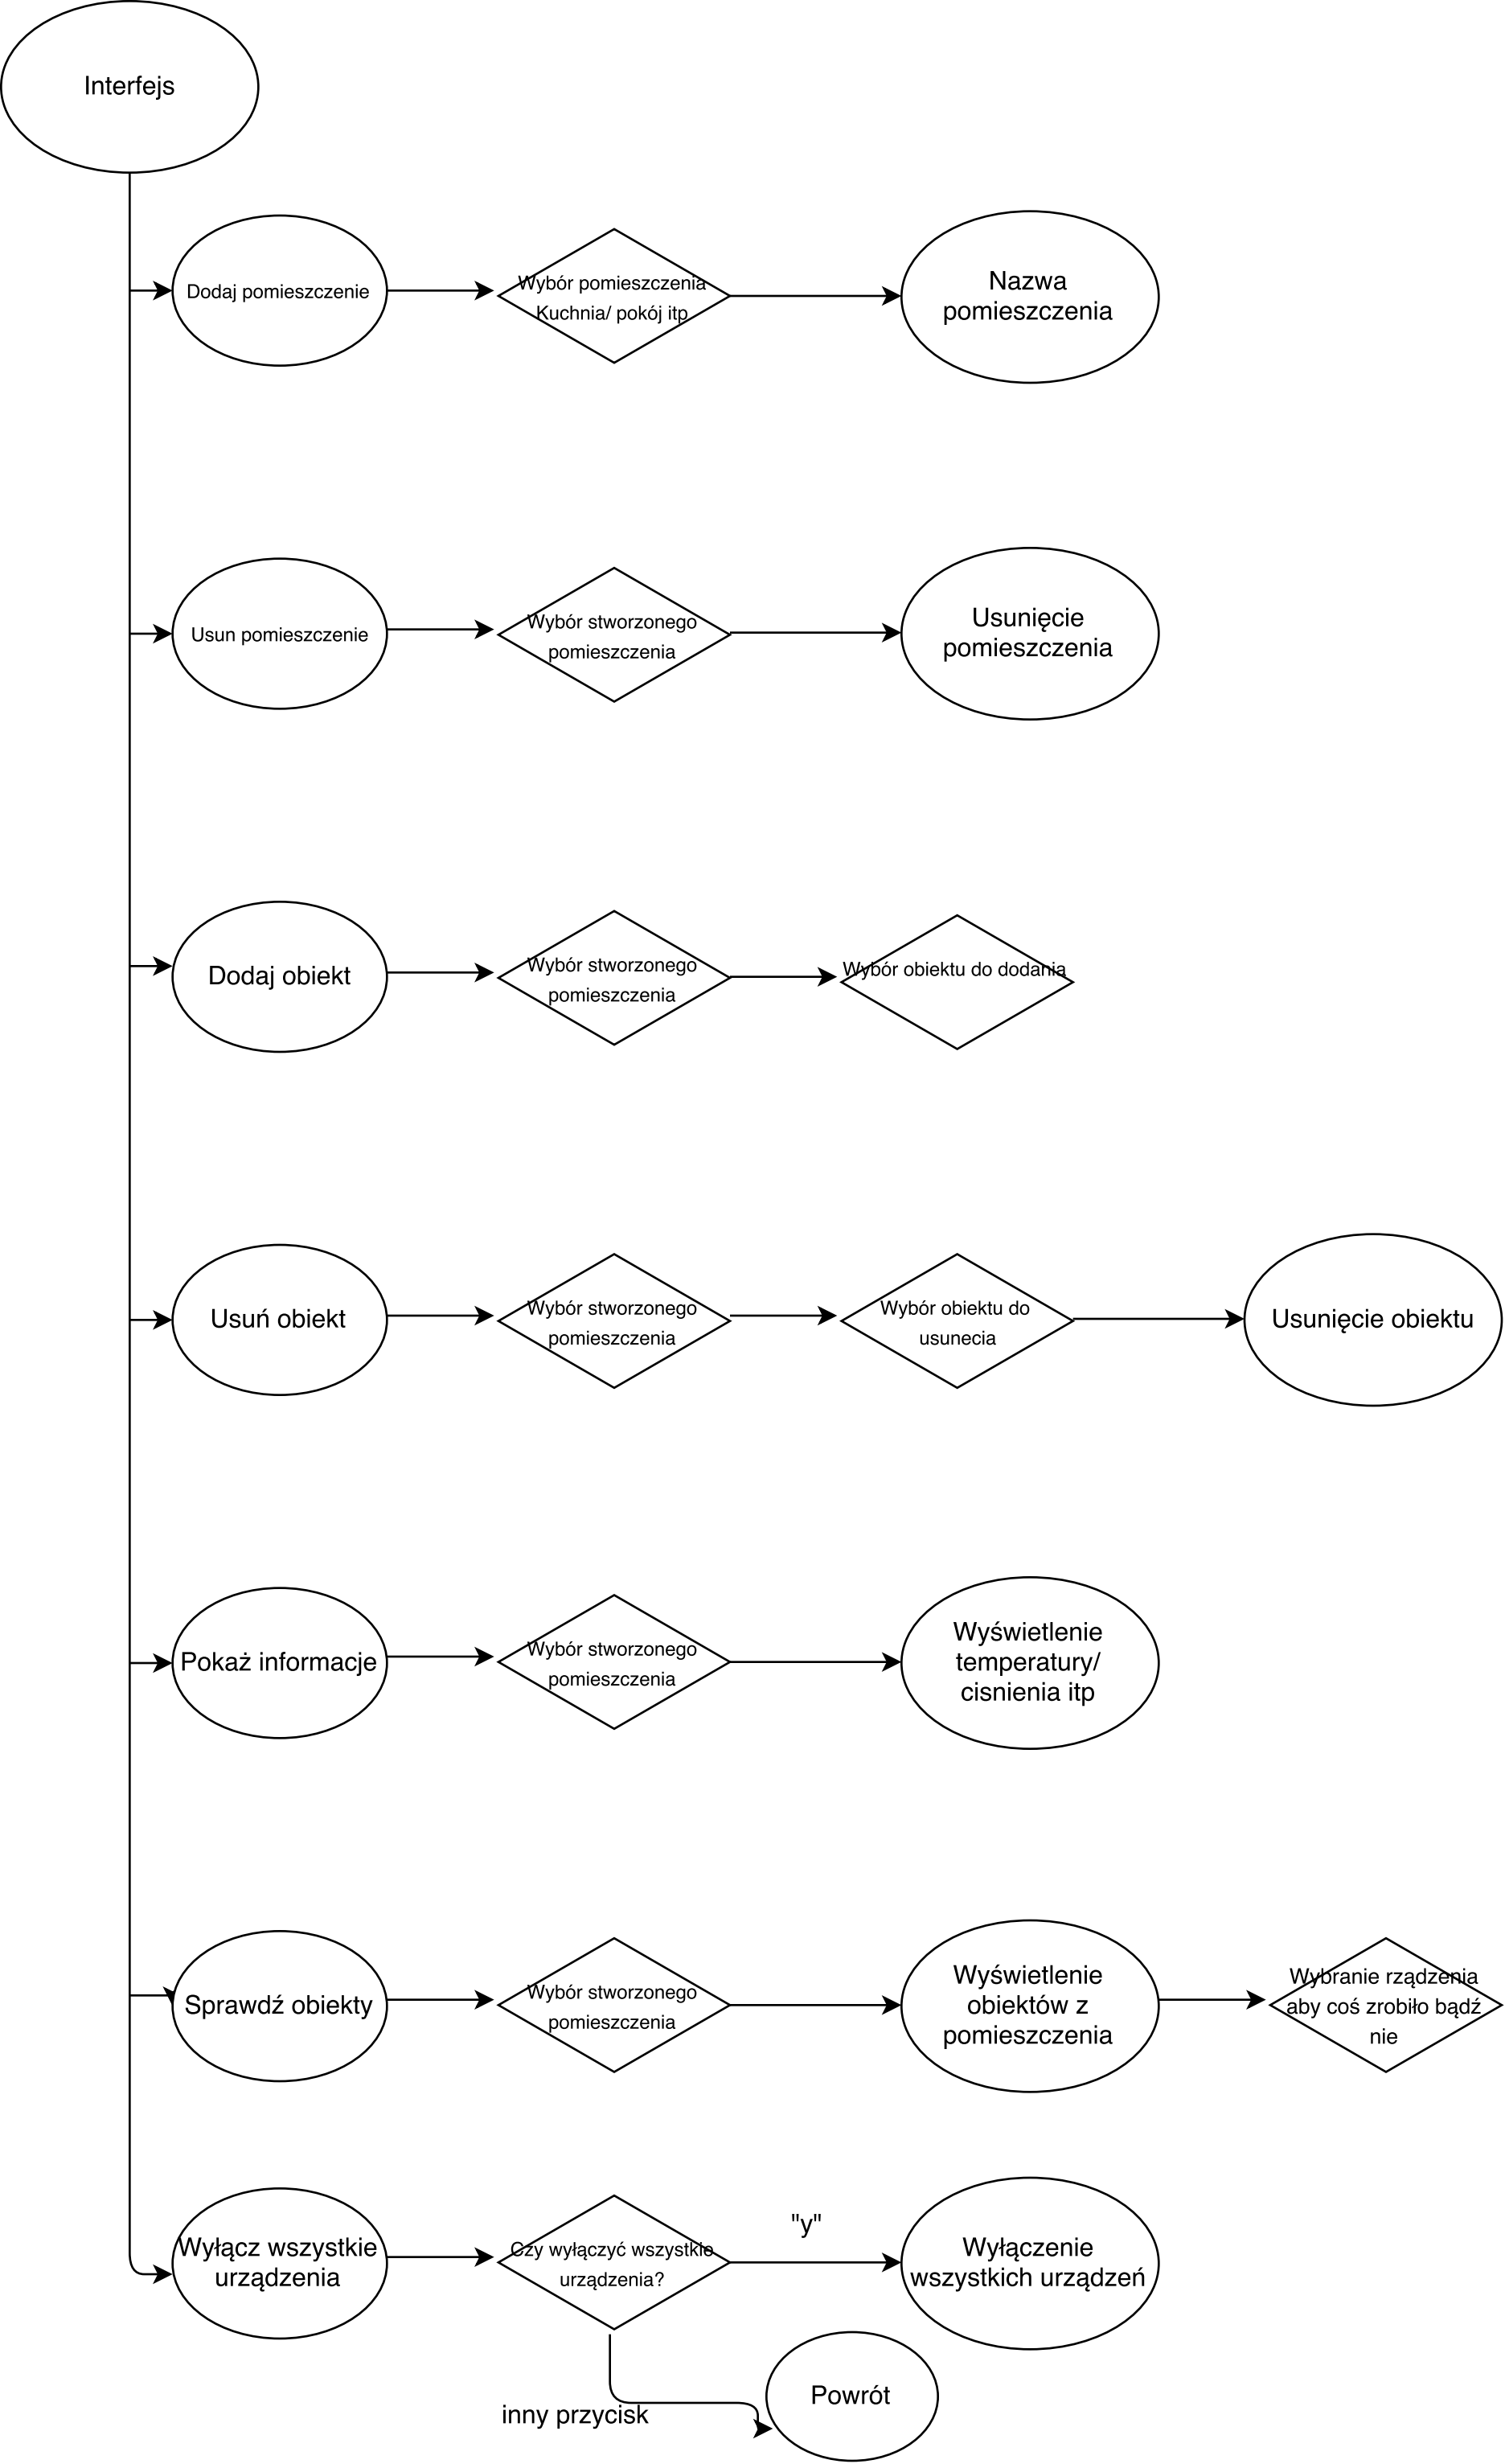 Interfejs
Dodaj pomieszczenie
Wybór pomieszczenia
Kuchnia/ pokój itp
Nazwa
pomieszczenia
Usun pomieszczenie
Wybór stworzonego
pomieszczenia
Usunięcie
pomieszczenia
Dodaj obiekt
Wybór stworzonego
pomieszczenia
Wybór obiektu do dodania
Usuń obiekt
Wybór stworzonego
pomieszczenia
Wybór obiektu do
usunecia
Usunięcie obiektu
Pokaż informacje
Wybór stworzonego
pomieszczenia
Wyświetlenie
temperatury/
cisnienia itp
Sprawdź obiekty
Wybór stworzonego
pomieszczenia
Wyświetlenie
obiektów z
pomieszczenia
Wybranie rządzenia
aby coś zrobiło bądź
nie
Wyłącz wszystkie
urządzenia
Czy wyłączyć wszystkie
urządzenia?
"y"
Wyłączenie
wszystkich urządzeń
inny przycisk
Powrót